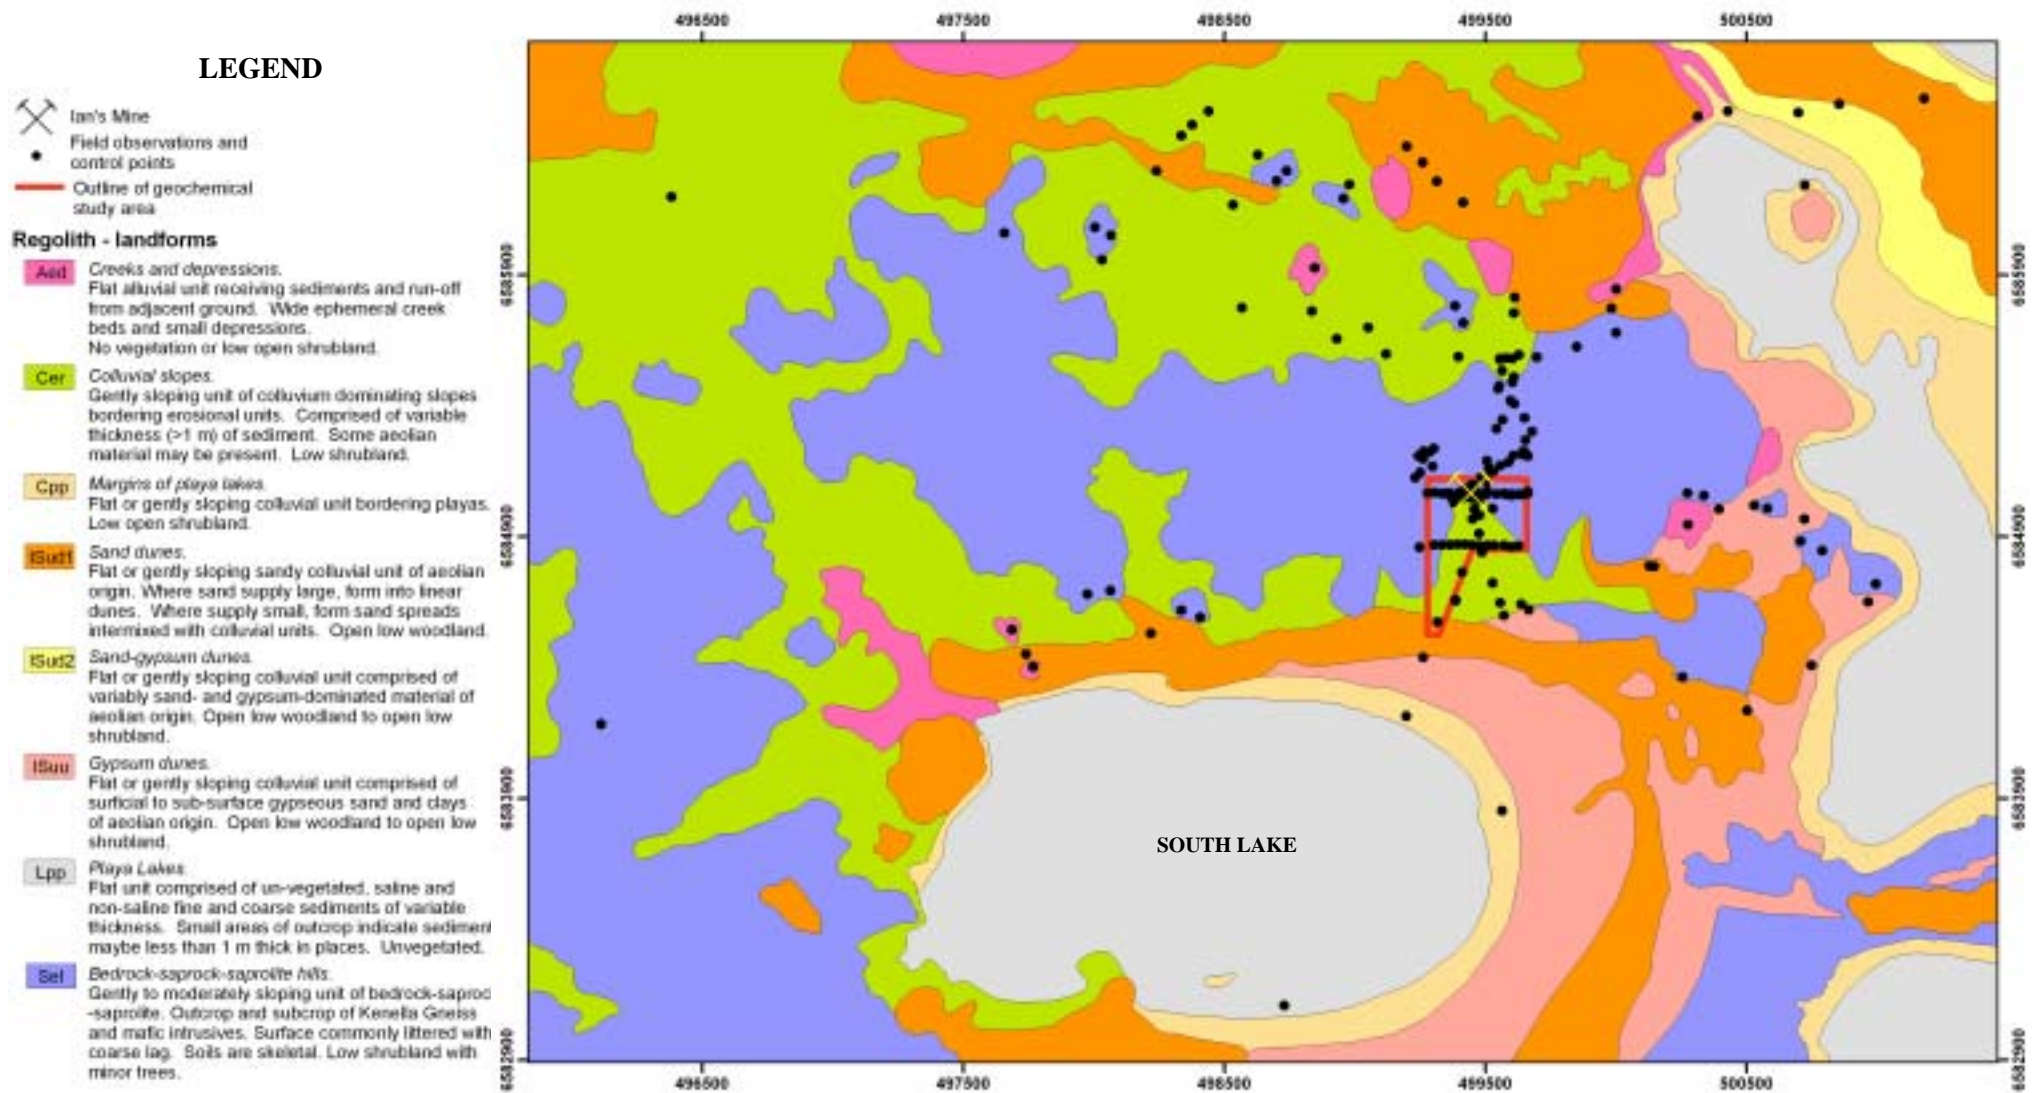 LEGEND
Ian's Mine
Field observations and
control points
Outline of geochemical
study area
Regolith - landforms
Aed
Creeks and depressions.
Flat alluvial unit receiving sediments and run-off
from adjacent ground. Wide ephemeral creek
beds and small depressions.
No vegetation or low open shrubland.
Cer
Colluvial slopes.
Gently sloping unit of colluvium dominating slopes
bordering erosional units. Comprised of variable
thickness (>1 m) of sediment. Some aeolian
material may be present. Low shrubland.
Cpp
Margins of playa lakes.
Flat or gently sloping colluvial unit bordering playas.
Low open shrubland.
ISud1
Sand dunes.
Flat or gently sloping sandy colluvial unit of aeolian
origin. Where sand supply large, form into linear
dunes. Where supply small, form sand spreads
intermixed with colluvial units. Open low woodland.
ISud2
Sand-gypsum dunes.
Flat or gently sloping colluvial unit comprised of
variably sand- and gypsum-dominated material of
aeolian origin. Open low woodland to open low
shrubland.
ISuu
Gypsum dunes.
Flat or gently sloping colluvial unit comprised of
surficial to sub-surface gypseous sand and clays
of aeolian origin. Open low woodland to open low
shrubland.
Lpp
Playa Lakes.
Flat unit comprised of un-vegetated, saline and
non-saline fine and coarse sediments of variable
thickness. Small areas of outcrop indicate sediment
maybe less than 1 m thick in places. Unvegetated.
Sel
Bedrock-saprock-saprolite hills.
Gently to moderately sloping unit of bedrock-saproc
-saprolite. Outcrop and subcrop of Kenella Gneiss
and mafic intrusives. Surface commonly littered with
coarse lag. Soils are skeletal. Low shrubland with
minor trees.
496500
497500
498500
499500
500500
6585900
6584900
6583900
6582900
SOUTH LAKE
6585900
6584900
6583900
6582900
496500
497500
498500
499500
500500